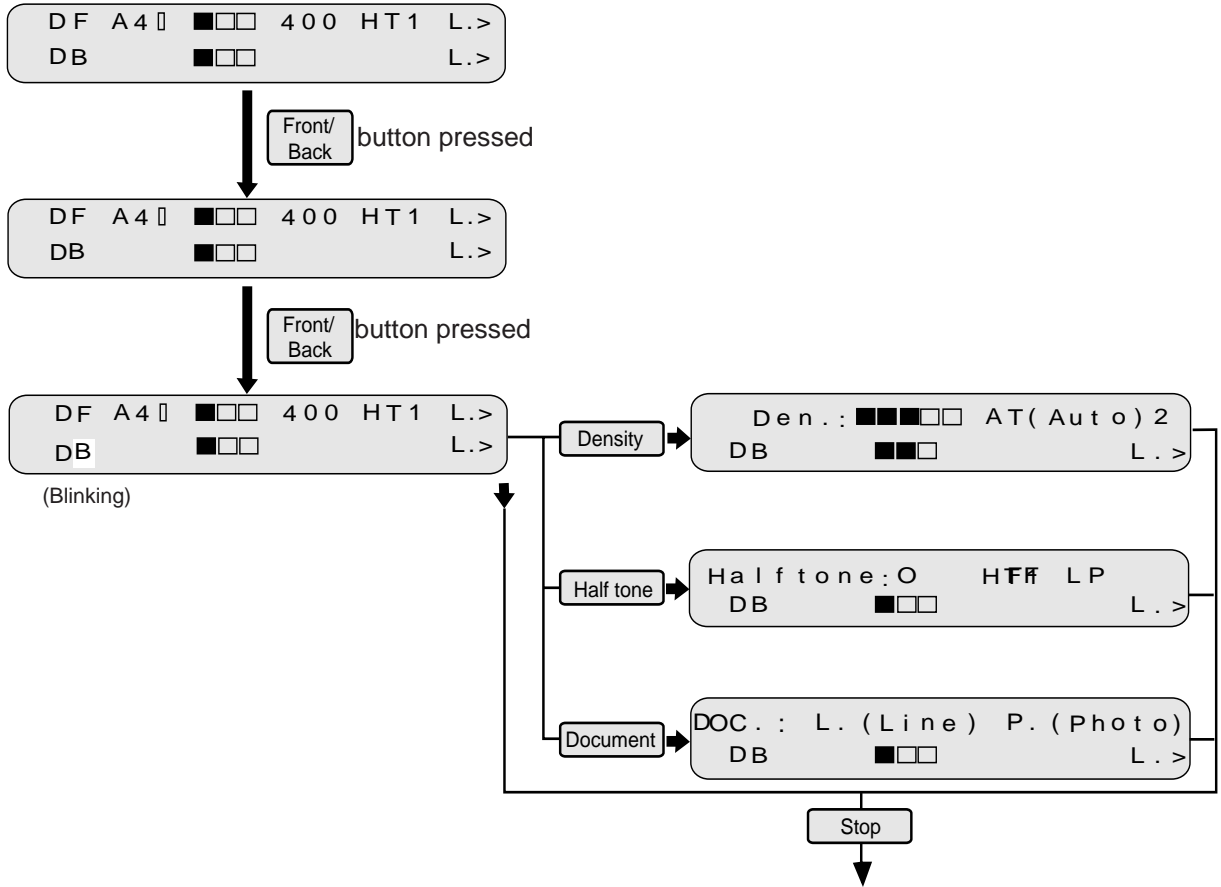 DF A4▯ ■□□ 400 HT1 L.>
DB ■□□ L.>
Front/
Back
button pressed
DF A4▯ ■□□ 400 HT1 L.>
DB ■□□ L.>
Front/
Back
button pressed
DF A4▯ ■□□ 400 HT1 L.>
DB ■□□ L.>
(Blinking)
Density
Den.:■■■□□ AT(Auto)2
DB ■■□ L.>
Half tone
Halftone:O LP
DB ■□□ L.>
Document
DOC.: L.(Line) P.(Photo)
DB ■□□ L.>
Stop